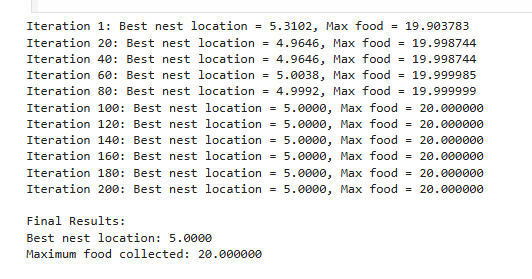 Iteration 1: Best nest location = 5.3102, Max food = 19.903783
Iteration 20: Best nest location = 4.9646, Max food = 19.998744
Iteration 40: Best nest location = 4.9646, Max food = 19.998744
Iteration 60: Best nest location = 5.0038, Max food = 19.999985
Iteration 80: Best nest location = 4.9992, Max food = 19.999999
Iteration 100: Best nest location = 5.0000, Max food = 20.000000
Iteration 120: Best nest location = 5.0000, Max food = 20.000000
Iteration 140: Best nest location = 5.0000, Max food = 20.000000
Iteration 160: Best nest location = 5.0000, Max food = 20.000000
Iteration 180: Best nest location = 5.0000, Max food = 20.000000
Iteration 200: Best nest location = 5.0000, Max food = 20.000000
Final Results:
Best nest location: 5.0000
Maximum food collected: 20.000000